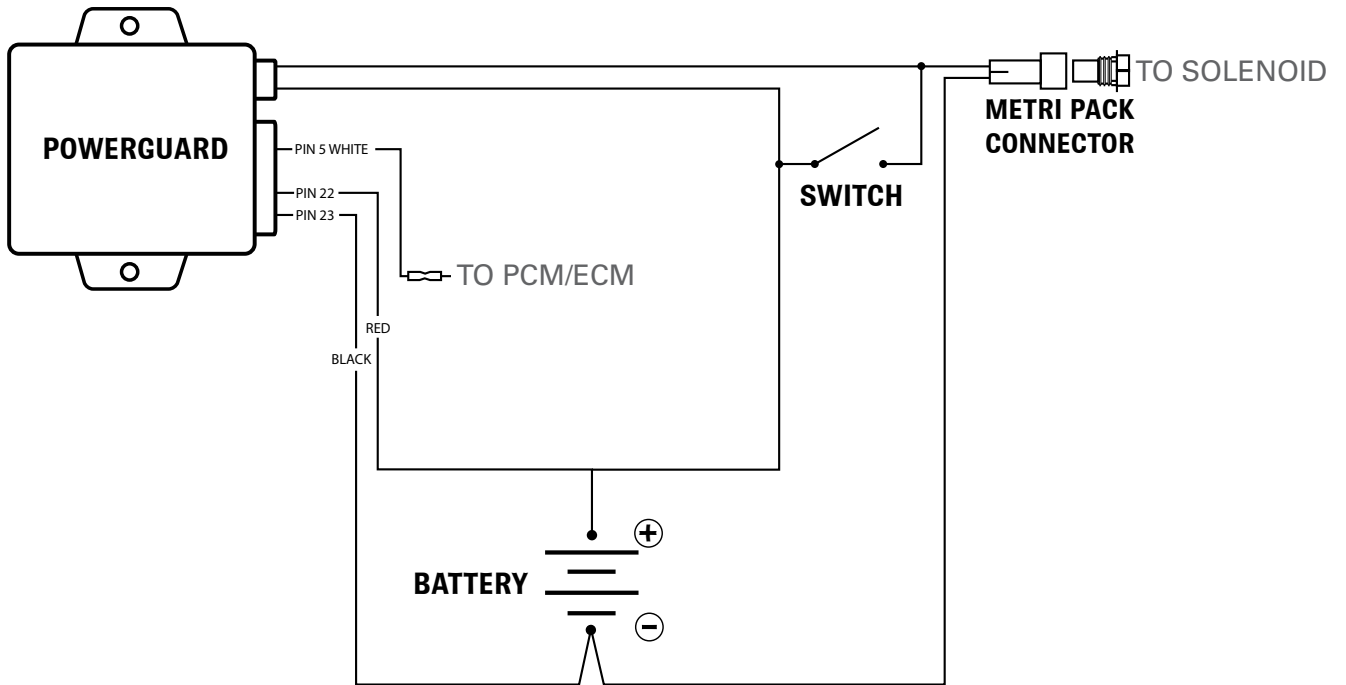 TO SOLENOID
METRI PACK
CONNECTOR
POWERGUARD
PIN 5 WHITE
PIN 22
PIN 23
SWITCH
TO PCM/ECM
RED
BLACK
+
BATTERY
−